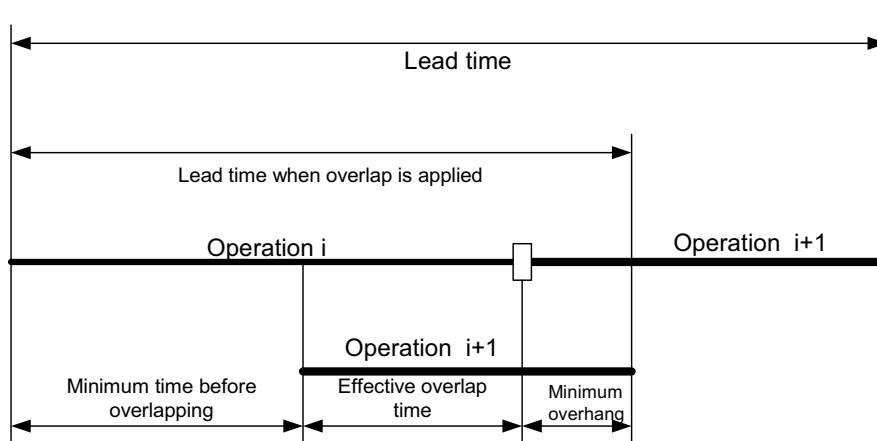 Lead time
Lead time when overlap is applied
Operation i
Operation i+1
Operation i+1
Minimum time before
overlapping
Effective overlap
time
Minimum
overhang